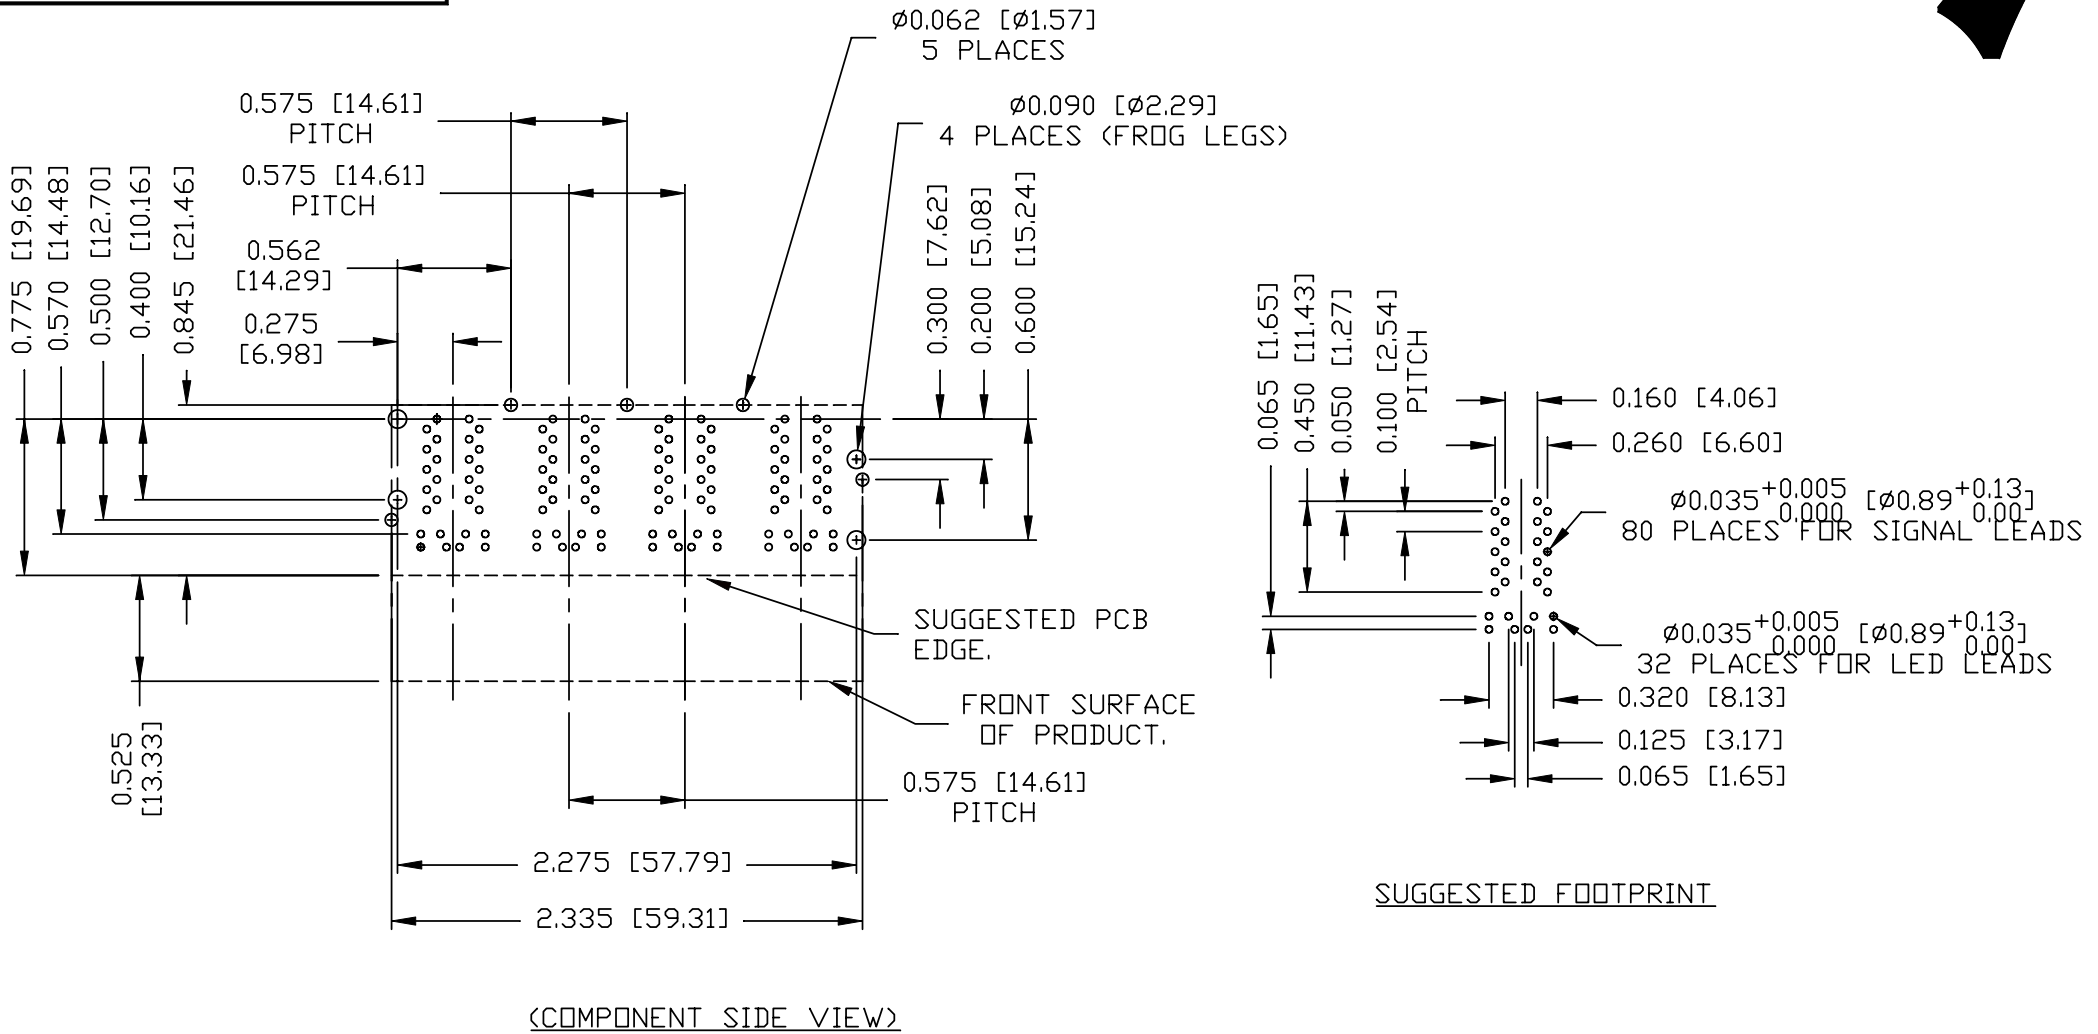 Ø0.062 [Ø1.57]
5 PLACES
Ø0.090 [Ø2.29]
4 PLACES (FROG LEGS)
0.575 [14.61]
PITCH
0.575 [14.61]
PITCH
0.562
[14.29]
0.275
[6.98]
0.775 [19.69]
0.570 [14.48]
0.500 [12.70]
0.400 [10.16]
0.845 [21.46]
0.300 [7.62]
0.200 [5.08]
0.600 [15.24]
SUGGESTED PCB
EDGE.
FRONT SURFACE
OF PRODUCT.
0.525
[13.33]
0.575 [14.61]
PITCH
2.275 [57.79]
2.335 [59.31]
(COMPONENT SIDE VIEW)
0.065 [1.65]
0.450 [11.43]
0.050 [1.27]
0.100 [2.54]
PITCH
0.160 [4.06]
0.260 [6.60]
Ø0.035 +0.005 [Ø0.89 +0.13]
0.000 0.00
80 PLACES FOR SIGNAL LEADS
Ø0.035 +0.005 [Ø0.89 +0.13]
0.000 0.00
32 PLACES FOR LED LEADS
0.320 [8.13]
0.125 [3.17]
0.065 [1.65]
SUGGESTED FOOTPRINT